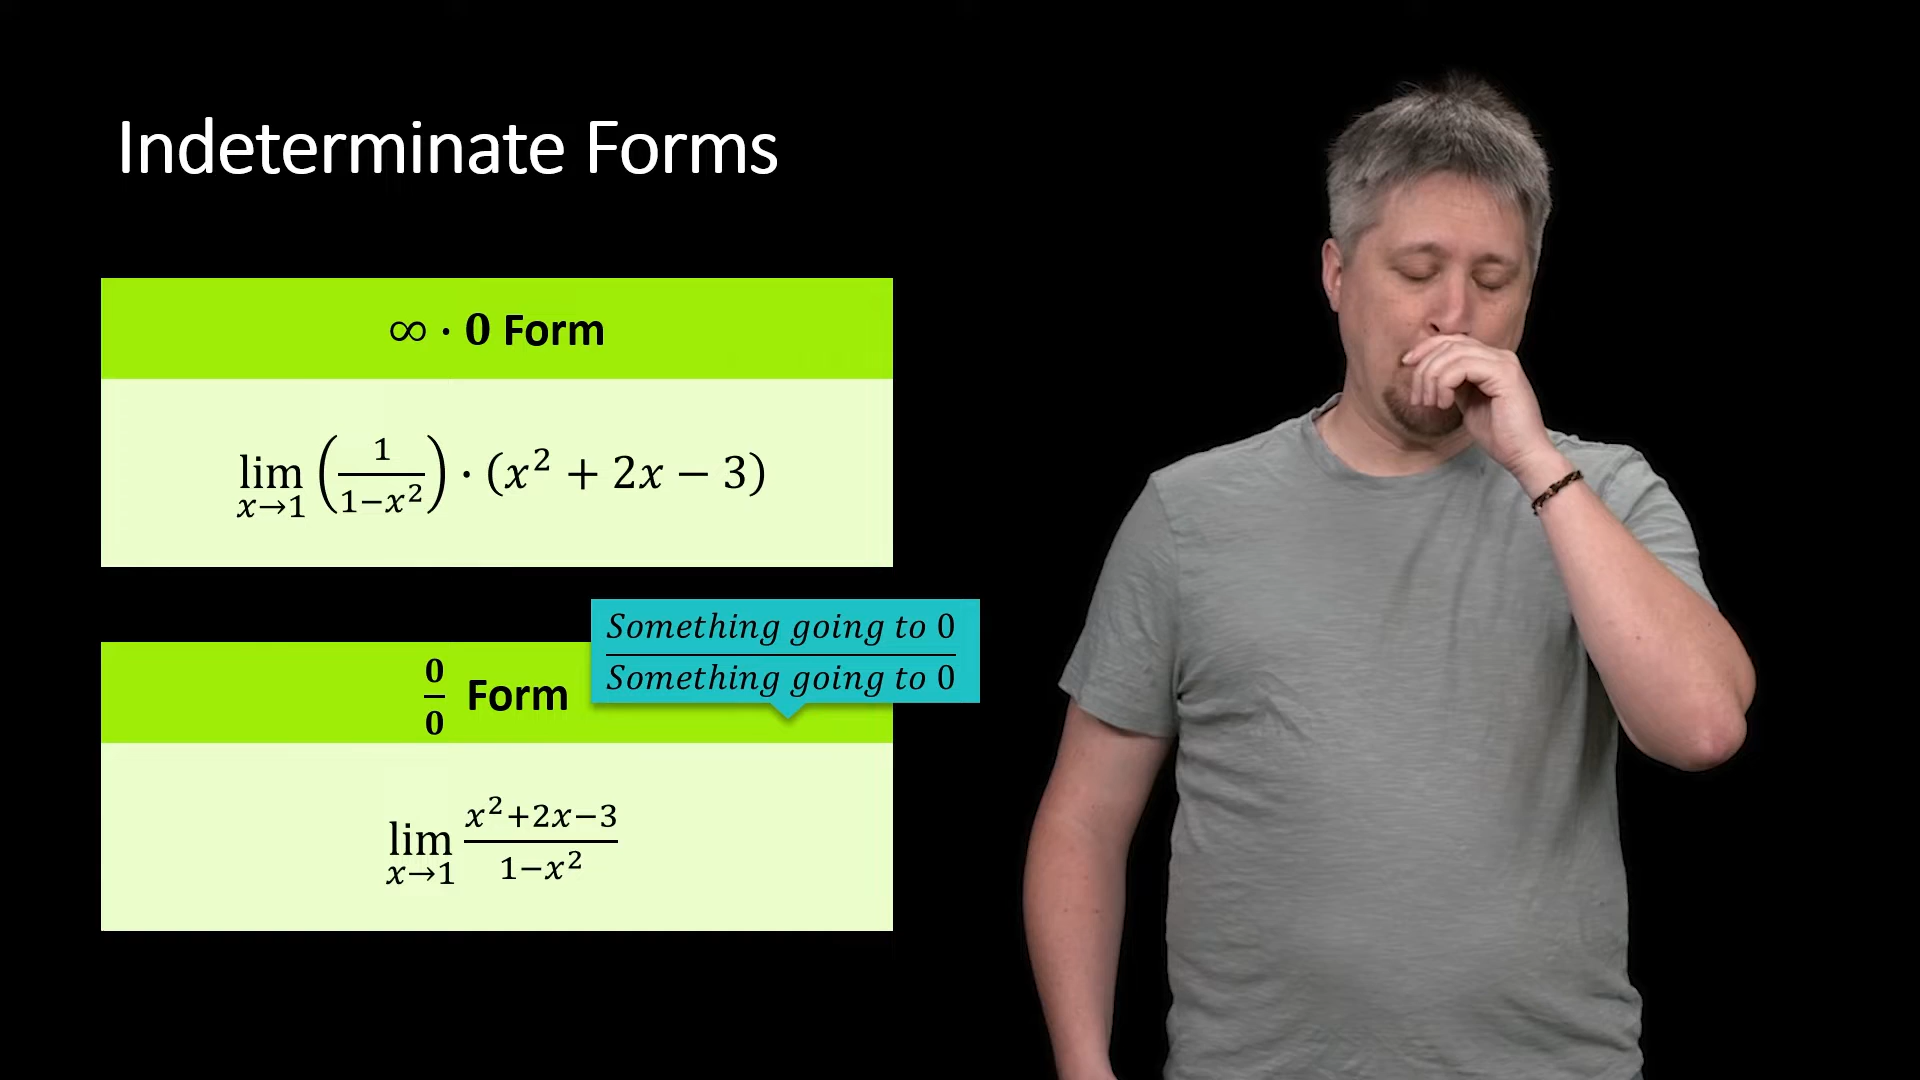 Indeterminate Forms
∞ · 0 Form
lim x→1 (1/(1−x²)) · (x² + 2x − 3)
Something going to 0
Something going to 0
0/0 Form
lim x→1 (x²+2x−3)/(1−x²)